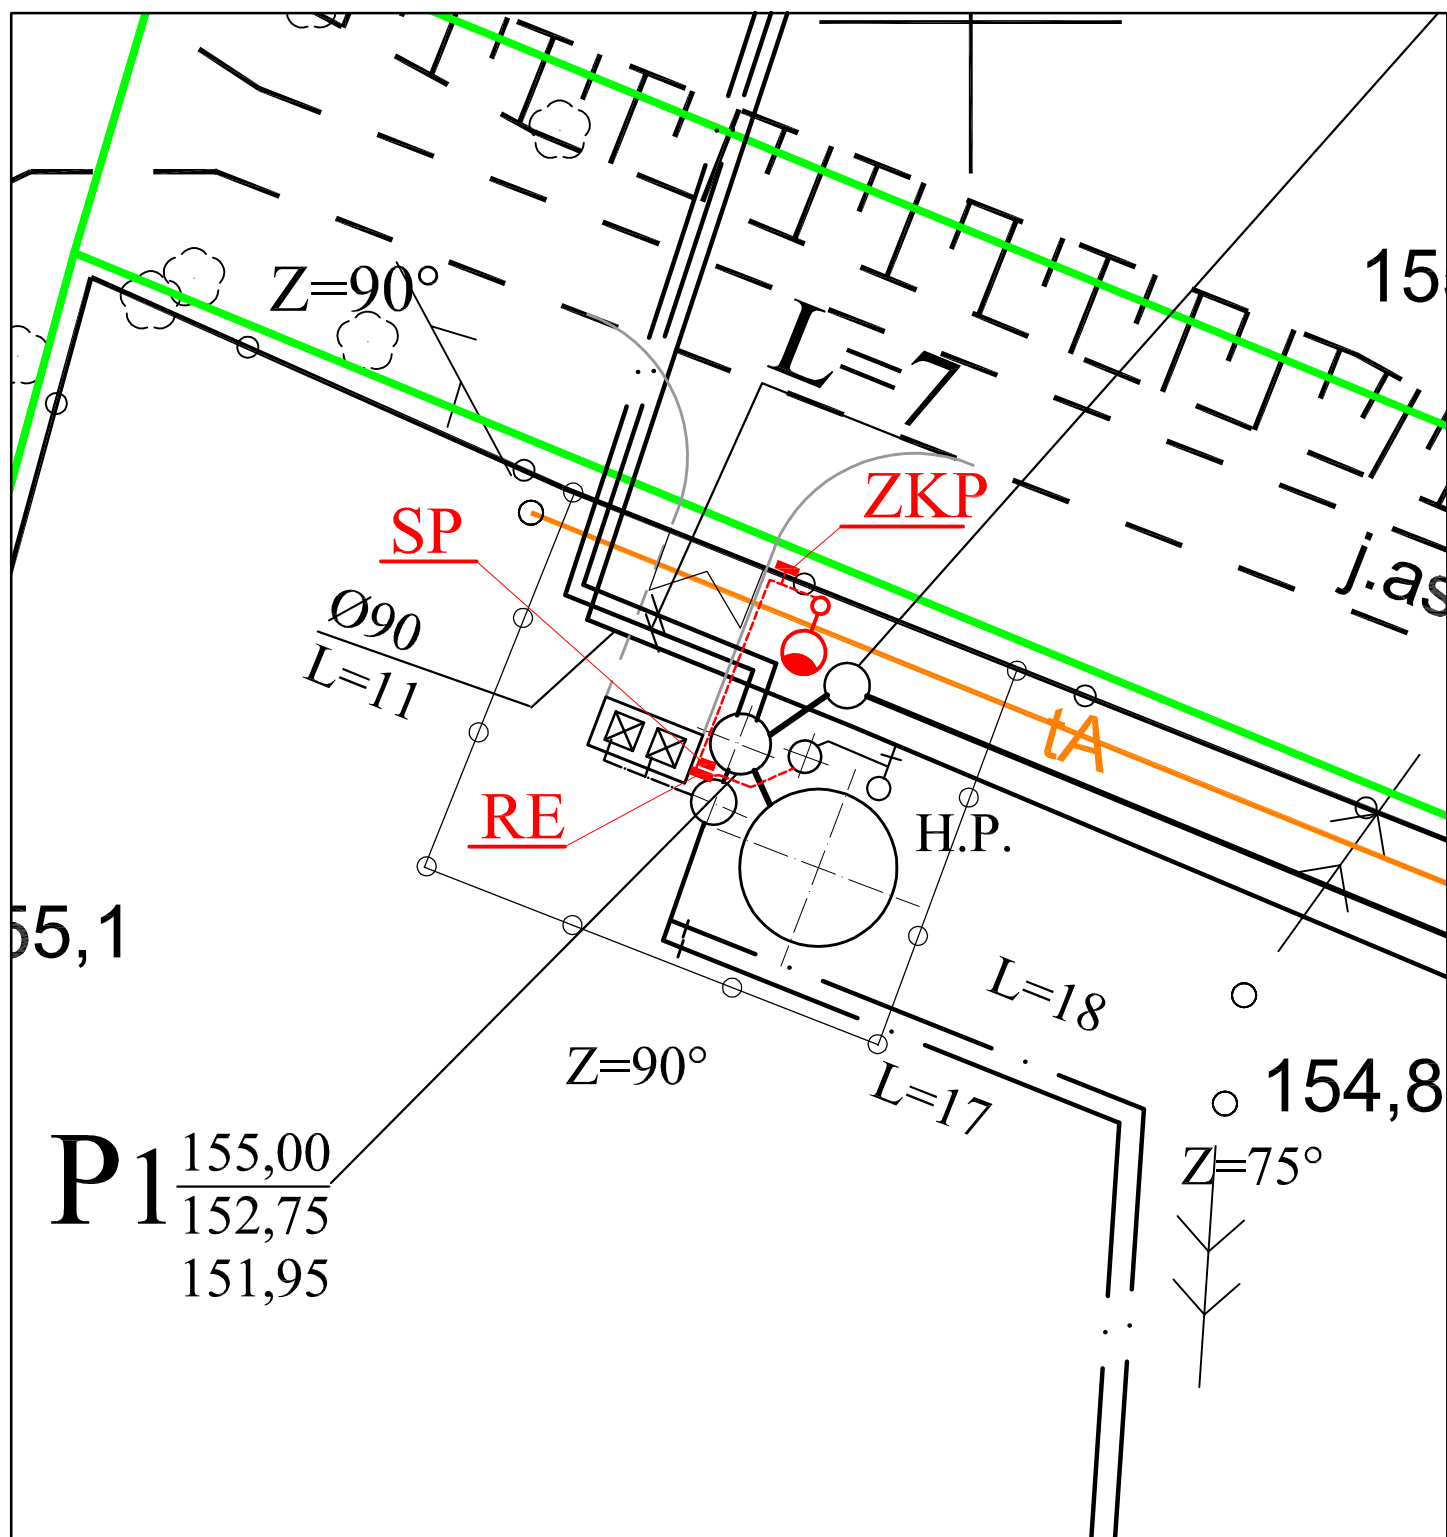 Z=90°
L=7
ZKP
SP
j.as
Ø90
L=11
tA
RE
H.P.
55,1
L=18
Z=90°
L=17
154,8
Z=75°
P1
155,00
152,75
151,95